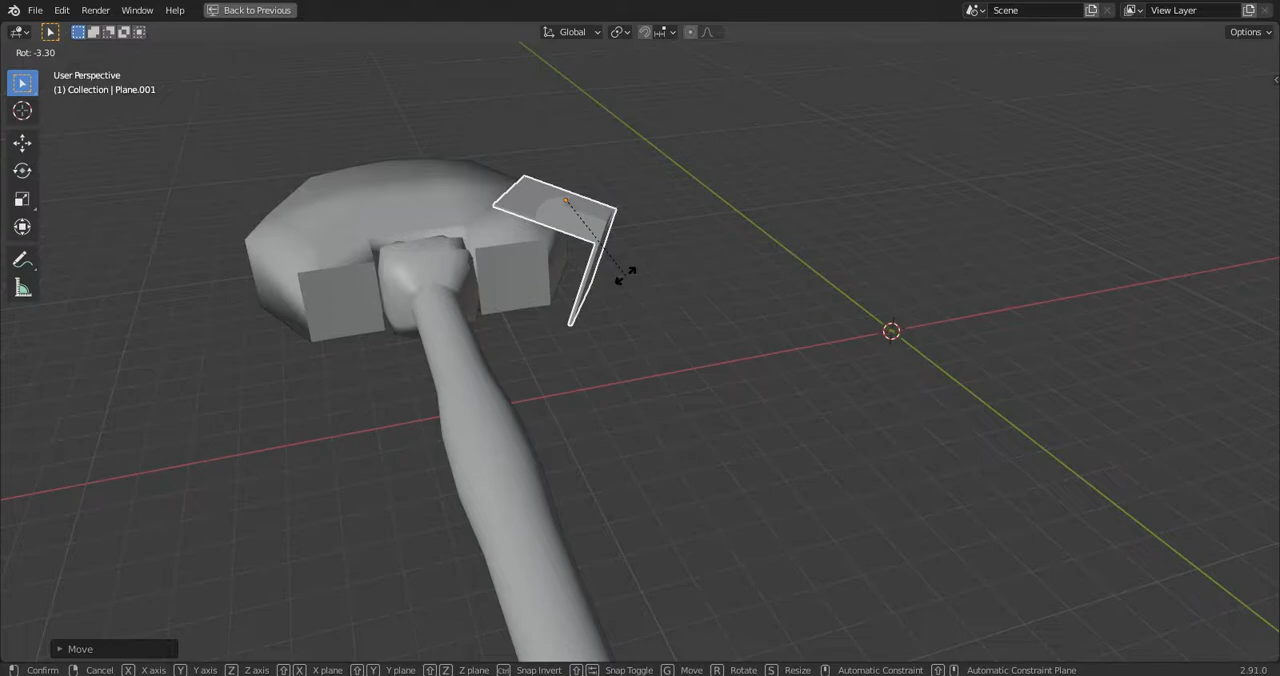 File Edit Render Window Help Back to Previous Scene View Layer
Global Options
Rot: -3.30
User Perspective
(1) Collection | Plane.001
Move
Confirm Cancel X X axis Y Y axis Z Z axis X X plane Y Y plane Z Z plane Ctrl Snap Invert Snap Toggle G Move R Rotate S Resize Automatic Constraint Automatic Constraint Plane 2.91.0